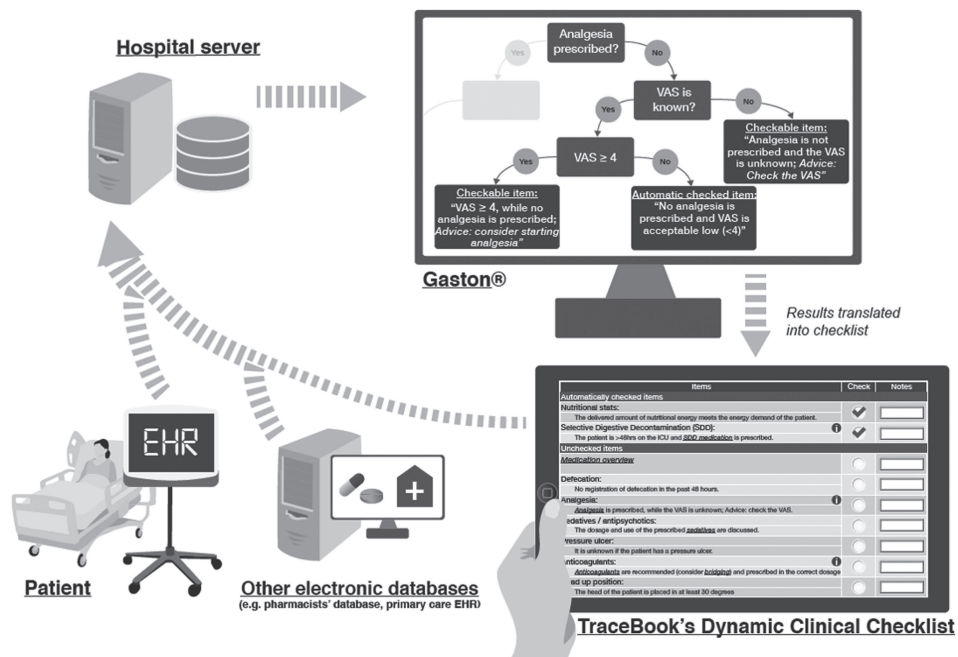 Hospital server
Analgesia
prescribed?
Yes
No
VAS is
known?
Yes
No
Checkable item:
“Analgesia is not
prescribed and the VAS
is unknown; Advice:
Check the VAS”
VAS ≥ 4
Yes
No
Checkable item:
“VAS ≥ 4, while no
analgesia is prescribed;
Advice: consider starting
analgesia”
Automatic checked item:
“No analgesia is
prescribed and VAS is
acceptable low (<4)”
Gaston®
Results translated
into checklist
EHR
Patient
Other electronic databases
(e.g. pharmacists’ database, primary care EHR)
Items Check Notes
Automatically checked items
Nutritional stats:
The delivered amount of nutritional energy meets the energy demand of the patient.
Selective Digestive Decontamination (SDD):
The patient is >48hrs on the ICU and SDD medication is prescribed.
Unchecked items
Medication overview
Defecation:
No registration of defecation in the past 48 hours.
Analgesia:
Analgesia is prescribed, while the VAS is unknown; Advice: check the VAS.
edatives / antipsychotics:
The dosage and use of the prescribed sedatives are discussed.
ressure ulcer:
It is unknown if the patient has a pressure ulcer.
nticoagulants:
Anticoagulants are recommended (consider bridging) and prescribed in the correct dosage
ad up position:
The head of the patient is placed in at least 30 degrees
TraceBook’s Dynamic Clinical Checklist